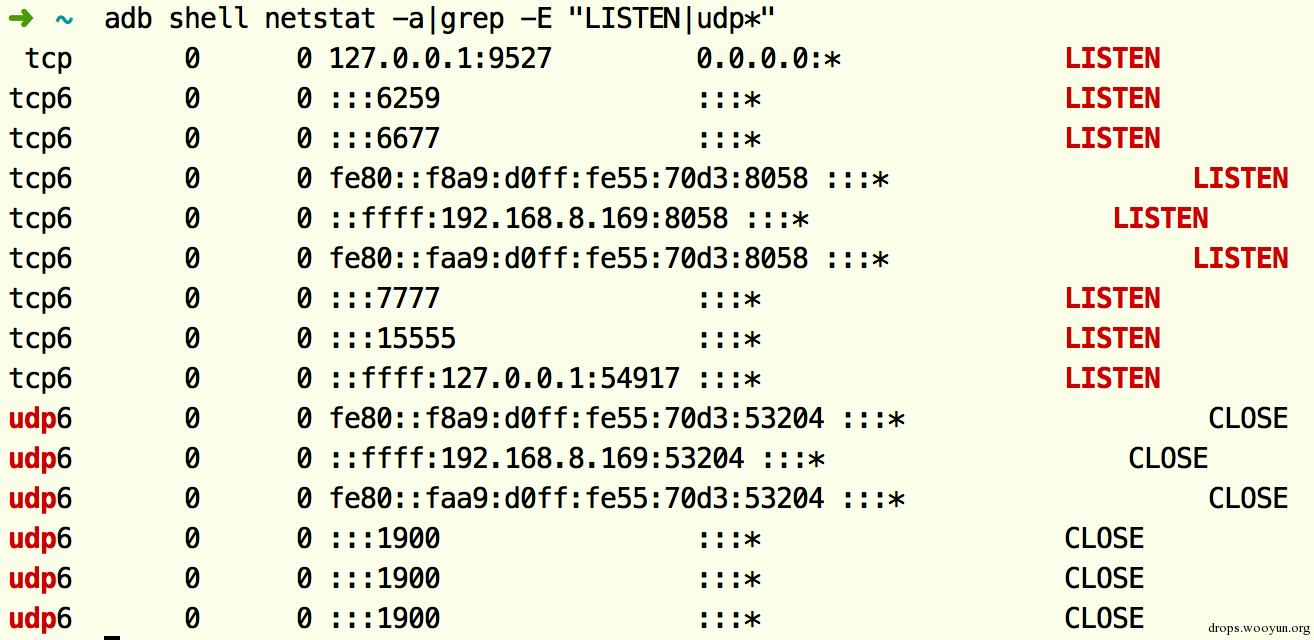 ➜ ~ adb shell netstat -a|grep -E "LISTEN|udp*"
tcp 0 0 127.0.0.1:9527 0.0.0.0:* LISTEN
tcp6 0 0 :::6259 :::* LISTEN
tcp6 0 0 :::6677 :::* LISTEN
tcp6 0 0 fe80::f8a9:d0ff:fe55:70d3:8058 :::* LISTEN
tcp6 0 0 ::ffff:192.168.8.169:8058 :::* LISTEN
tcp6 0 0 fe80::faa9:d0ff:fe55:70d3:8058 :::* LISTEN
tcp6 0 0 :::7777 :::* LISTEN
tcp6 0 0 :::15555 :::* LISTEN
tcp6 0 0 ::ffff:127.0.0.1:54917 :::* LISTEN
udp6 0 0 fe80::f8a9:d0ff:fe55:70d3:53204 :::* CLOSE
udp6 0 0 ::ffff:192.168.8.169:53204 :::* CLOSE
udp6 0 0 fe80::faa9:d0ff:fe55:70d3:53204 :::* CLOSE
udp6 0 0 :::1900 :::* CLOSE
udp6 0 0 :::1900 :::* CLOSE
udp6 0 0 :::1900 :::* CLOSE
drops.wooyun.org